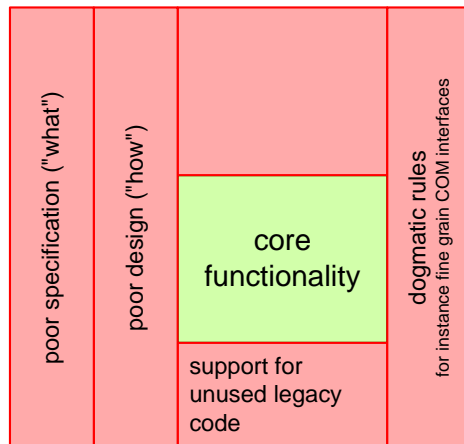 poor specification ("what")
poor design ("how")
core
functionality
support for
unused legacy
code
dogmatic rules
for instance fine grain COM interfaces